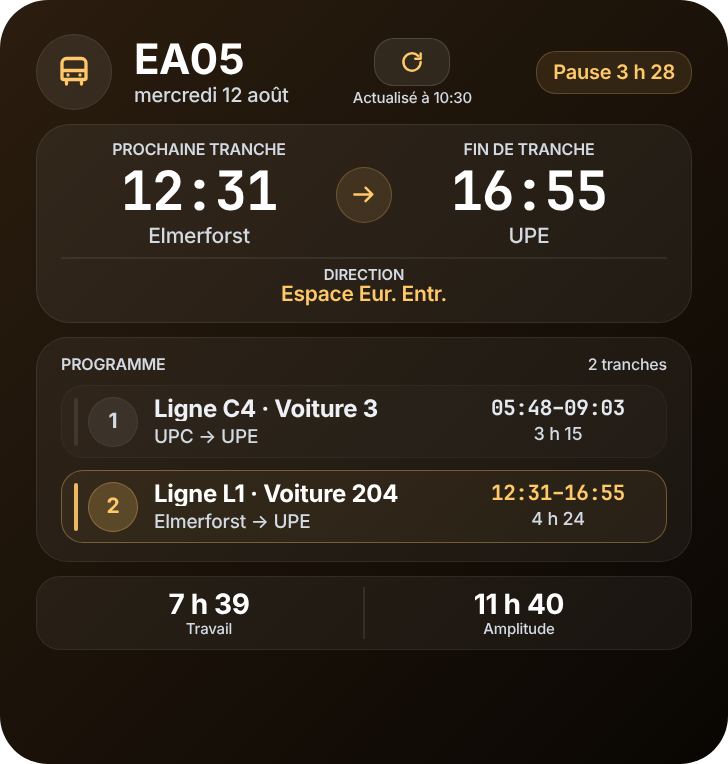 EA05
mercredi 12 août
Actualisé à 10:30
Pause 3 h 28
PROCHAINE TRANCHE
12:31
Elmerforst
→
FIN DE TRANCHE
16:55
UPE
DIRECTION
Espace Eur. Entr.
PROGRAMME
2 tranches
1
Ligne C4 · Voiture 3
UPC → UPE
05:48–09:03
3 h 15
2
Ligne L1 · Voiture 204
Elmerforst → UPE
12:31–16:55
4 h 24
7 h 39
Travail
11 h 40
Amplitude